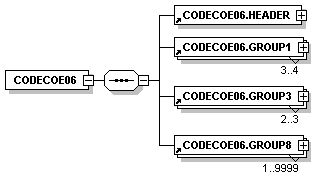 CODECOE06.HEADER
CODECOE06.GROUP1
3..4
CODECOE06
CODECOE06.GROUP3
2..3
CODECOE06.GROUP8
1..9999